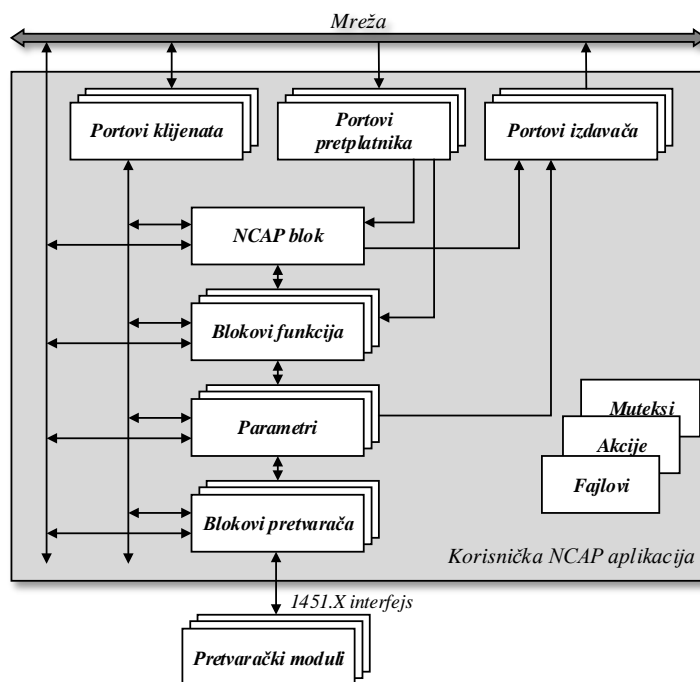 Mreža
Portovi klijenata
Portovi
pretplatnika
Portovi izdavača
NCAP blok
Blokovi funkcija
Parametri
Muteksi
Akcije
Fajlovi
Blokovi pretvarača
Korisnička NCAP aplikacija
1451.X interfejs
Pretvarački moduli